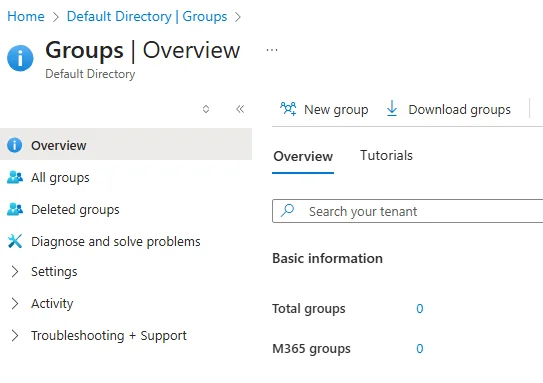 Home > Default Directory | Groups >
Groups | Overview ...
Default Directory
New group Download groups
Overview
All groups
Deleted groups
Diagnose and solve problems
Settings
Activity
Troubleshooting + Support
Overview Tutorials
Search your tenant
Basic information
Total groups 0
M365 groups 0